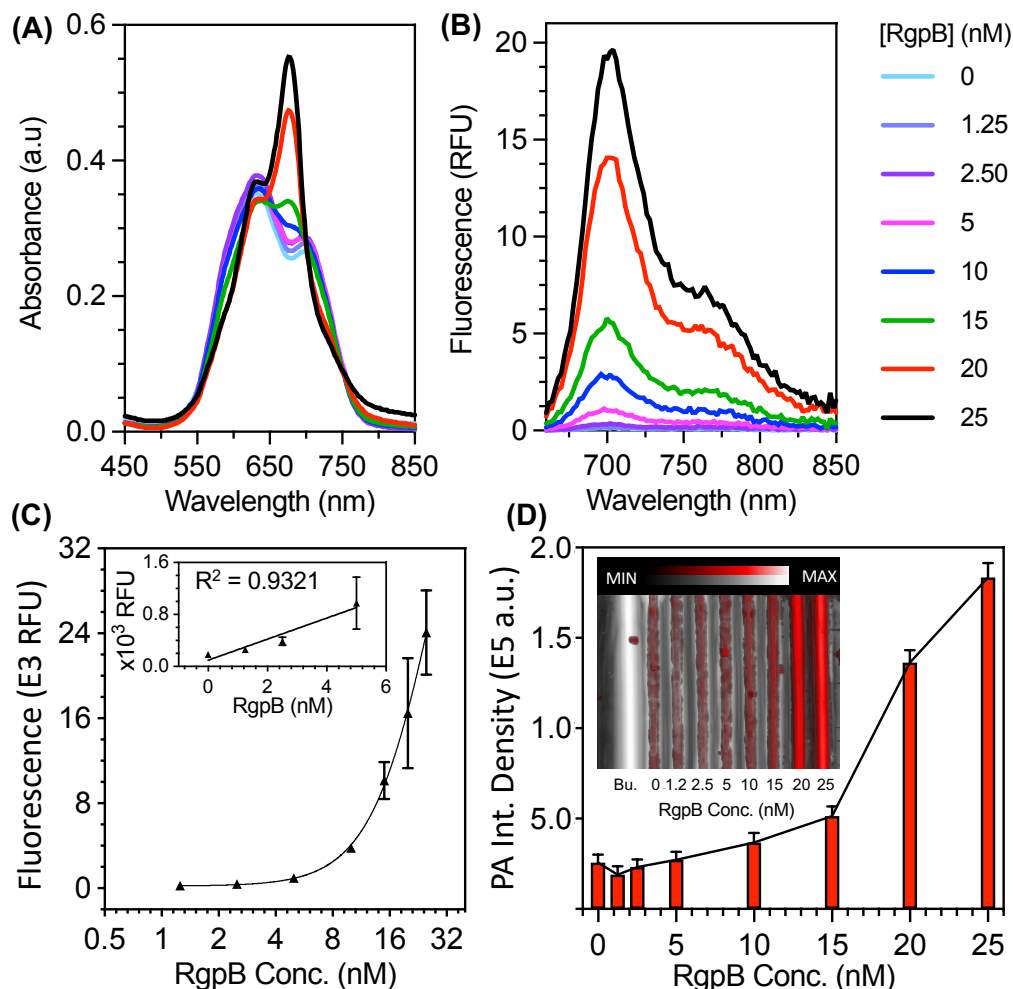 (A)
0.6
0.4
0.2
0.0
Absorbance (a.u)
450 550 650 750 850
Wavelength (nm)
(B)
20
15
10
5
0
Fluorescence (RFU)
700 750 800 850
Wavelength (nm)
[RgpB] (nM)
0
1.25
2.50
5
10
15
20
25
(C)
32
24
16
8
0
Fluorescence (E3 RFU)
0.5 1 2 4 8 16 32
RgpB Conc. (nM)
R² = 0.9321
1.6
0.8
0.0
x10³ RFU
0 2 4 6
RgpB (nM)
(D)
2.0
1.5
1.0
5.0
PA Int. Density (E5 a.u.)
0 5 10 15 20 25
RgpB Conc. (nM)
MIN MAX
Bu. 0 1.2 2.5 5 10 15 20 25
RgpB Conc. (nM)